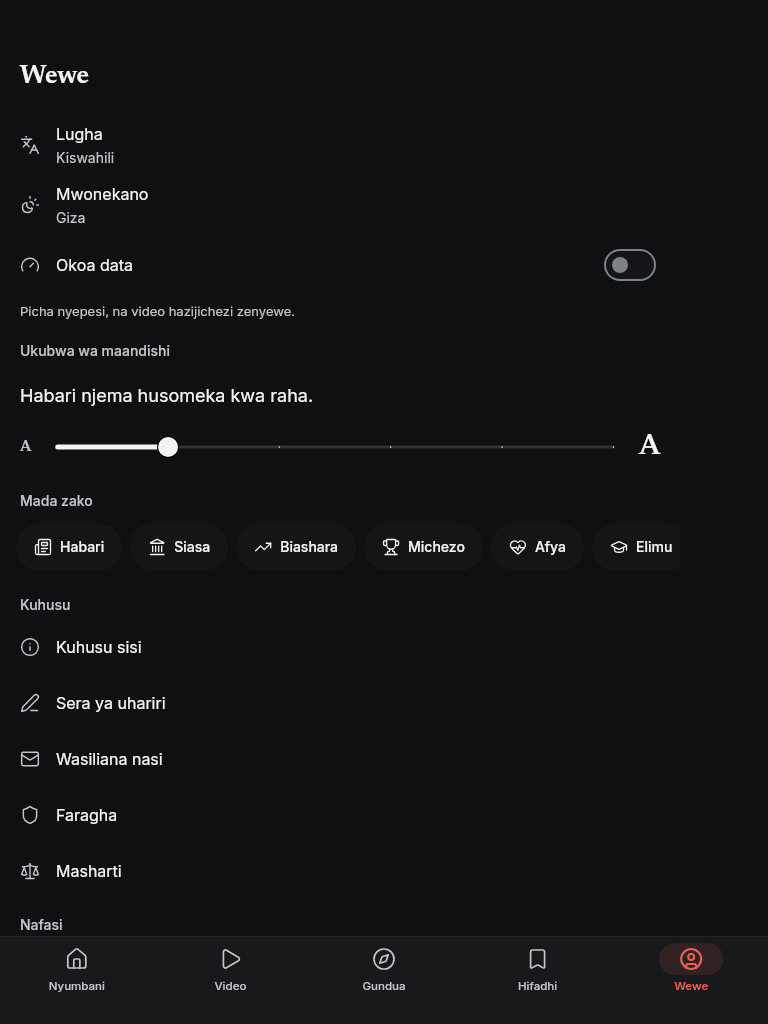 Wewe
Lugha
Kiswahili
Mwonekano
Giza
Okoa data
Picha nyepesi, na video hazijichezi zenyewe.
Ukubwa wa maandishi
Habari njema husomeka kwa raha.
A A
Mada zako
Habari Siasa Biashara Michezo Afya Elimu
Kuhusu
Kuhusu sisi
Sera ya uhariri
Wasiliana nasi
Faragha
Masharti
Nafasi
Nyumbani Video Gundua Hifadhi Wewe